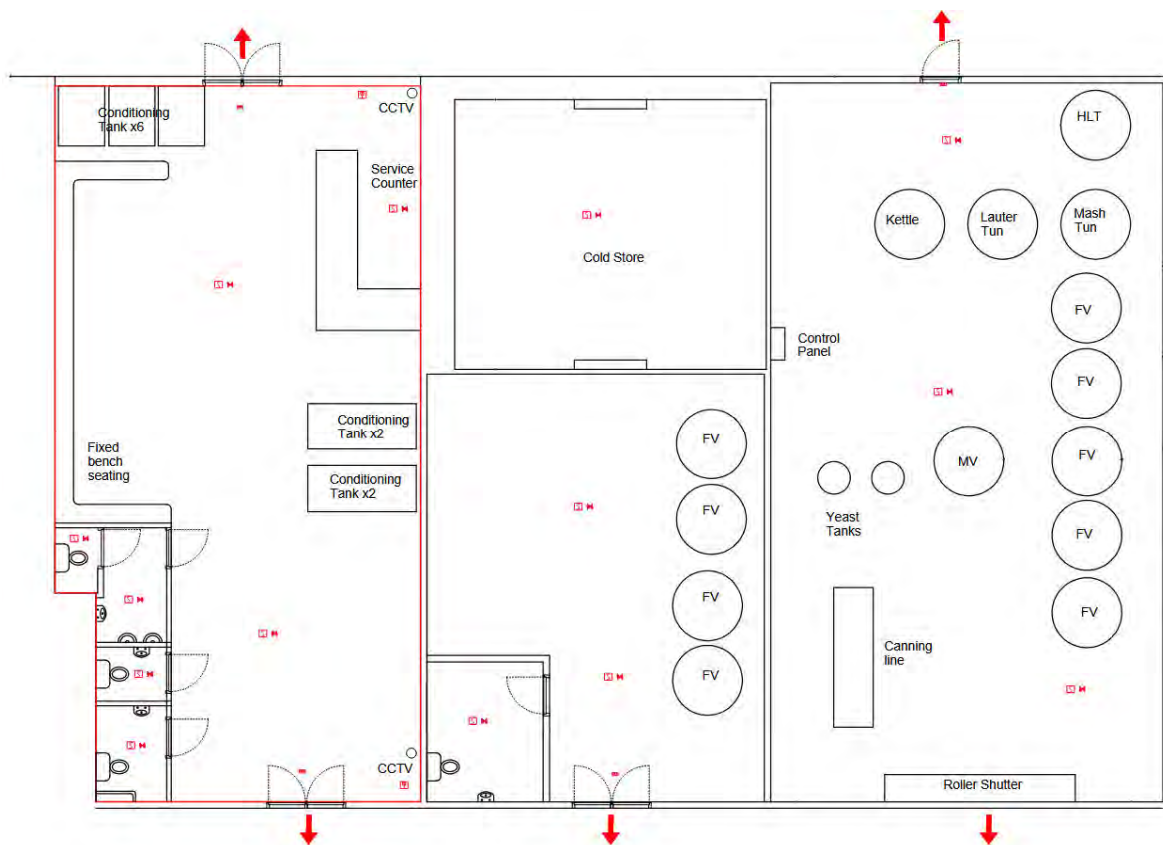 CCTV
Conditioning
Tank x6
Service
Counter
Fixed
bench
seating
Conditioning
Tank x2
Conditioning
Tank x2
CCTV
Cold Store
FV
FV
FV
FV
HLT
Kettle
Lauter
Tun
Mash
Tun
Control
Panel
FV
FV
FV
FV
FV
MV
Yeast
Tanks
Canning
line
Roller Shutter